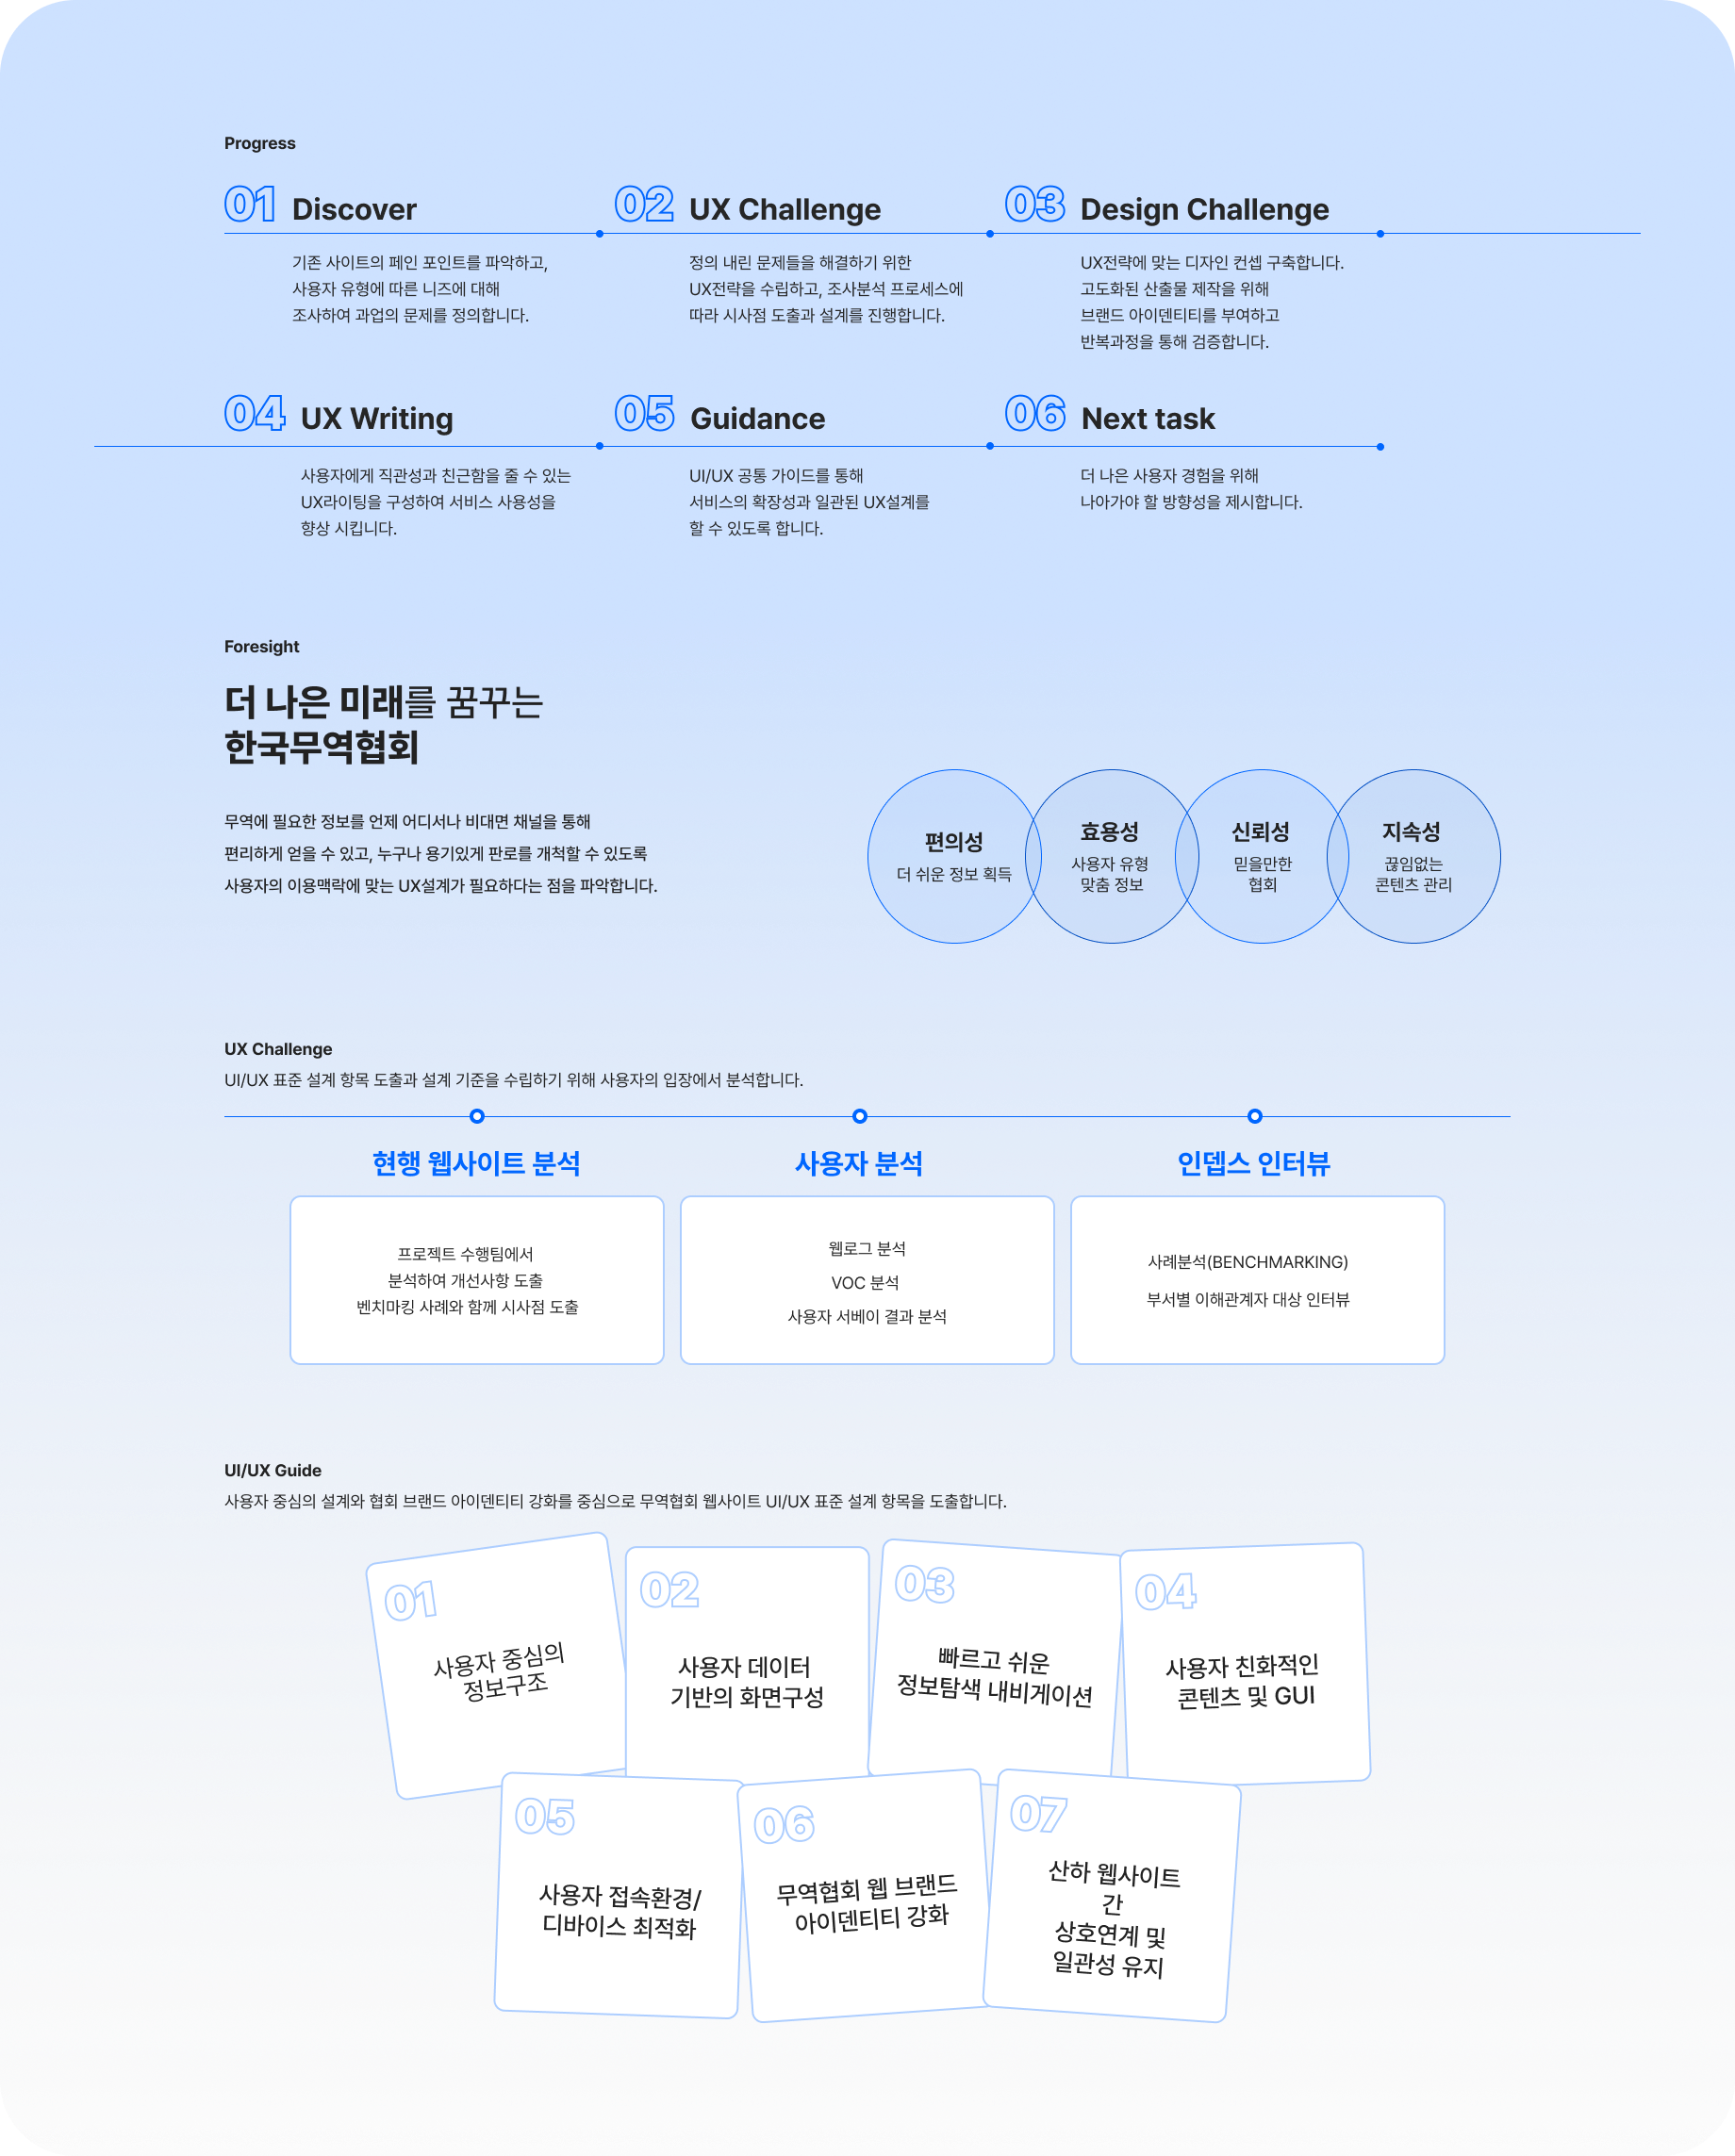 Progress
01 Discover
기존 사이트의 페인 포인트를 파악하고,
사용자 유형에 따른 니즈에 대해
조사하여 과업의 문제를 정의합니다.
02 UX Challenge
정의 내린 문제들을 해결하기 위한
UX전략을 수립하고, 조사분석 프로세스에
따라 시사점 도출과 설계를 진행합니다.
03 Design Challenge
UX전략에 맞는 디자인 컨셉 구축합니다.
고도화된 산출물 제작을 위해
브랜드 아이덴티티를 부여하고
반복과정을 통해 검증합니다.
04 UX Writing
사용자에게 직관성과 친근함을 줄 수 있는
UX라이팅을 구성하여 서비스 사용성을
향상 시킵니다.
05 Guidance
UI/UX 공통 가이드를 통해
서비스의 확장성과 일관된 UX설계를
할 수 있도록 합니다.
06 Next task
더 나은 사용자 경험을 위해
나아가야 할 방향성을 제시합니다.
Foresight
더 나은 미래를 꿈꾸는
한국무역협회
무역에 필요한 정보를 언제 어디서나 비대면 채널을 통해
편리하게 얻을 수 있고, 누구나 용기있게 판로를 개척할 수 있도록
사용자의 이용맥락에 맞는 UX설계가 필요하다는 점을 파악합니다.
편의성
더 쉬운 정보 획득
효용성
사용자 유형
맞춤 정보
신뢰성
믿을만한
협회
지속성
끊임없는
콘텐츠 관리
UX Challenge
UI/UX 표준 설계 항목 도출과 설계 기준을 수립하기 위해 사용자의 입장에서 분석합니다.
현행 웹사이트 분석
프로젝트 수행팀에서
분석하여 개선사항 도출
벤치마킹 사례와 함께 시사점 도출
사용자 분석
웹로그 분석
VOC 분석
사용자 서베이 결과 분석
인뎁스 인터뷰
사례분석(BENCHMARKING)
부서별 이해관계자 대상 인터뷰
UI/UX Guide
사용자 중심의 설계와 협회 브랜드 아이덴티티 강화를 중심으로 무역협회 웹사이트 UI/UX 표준 설계 항목을 도출합니다.
01
사용자 중심의
정보구조
02
사용자 데이터
기반의 화면구성
03
빠르고 쉬운
정보탐색 내비게이션
04
사용자 친화적인
콘텐츠 및 GUI
05
사용자 접속환경/
디바이스 최적화
06
무역협회 웹 브랜드
아이덴티티 강화
07
산하 웹사이트
간
상호연계 및
일관성 유지